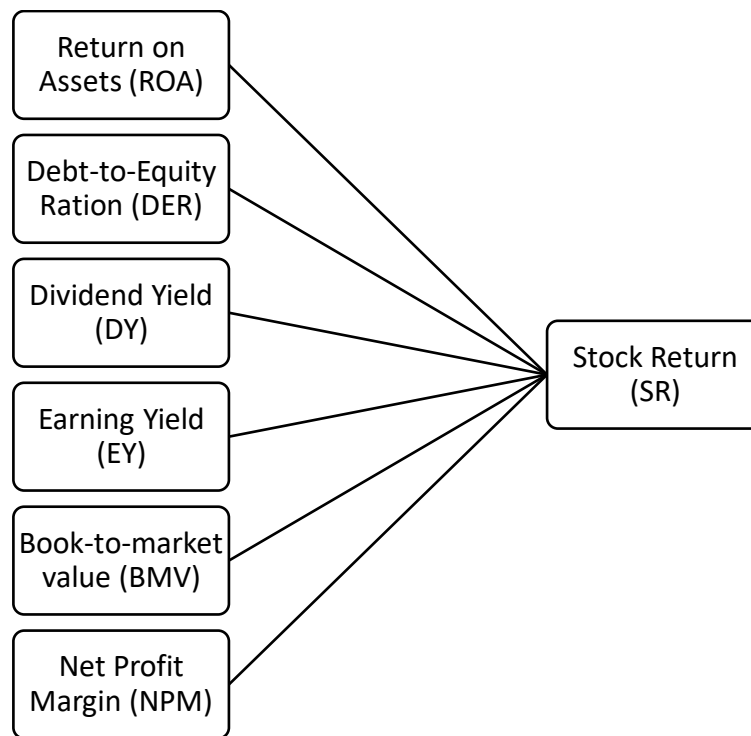 Return on
Assets (ROA)
Debt-to-Equity
Ration (DER)
Dividend Yield
(DY)
Earning Yield
(EY)
Book-to-market
value (BMV)
Net Profit
Margin (NPM)
Stock Return
(SR)